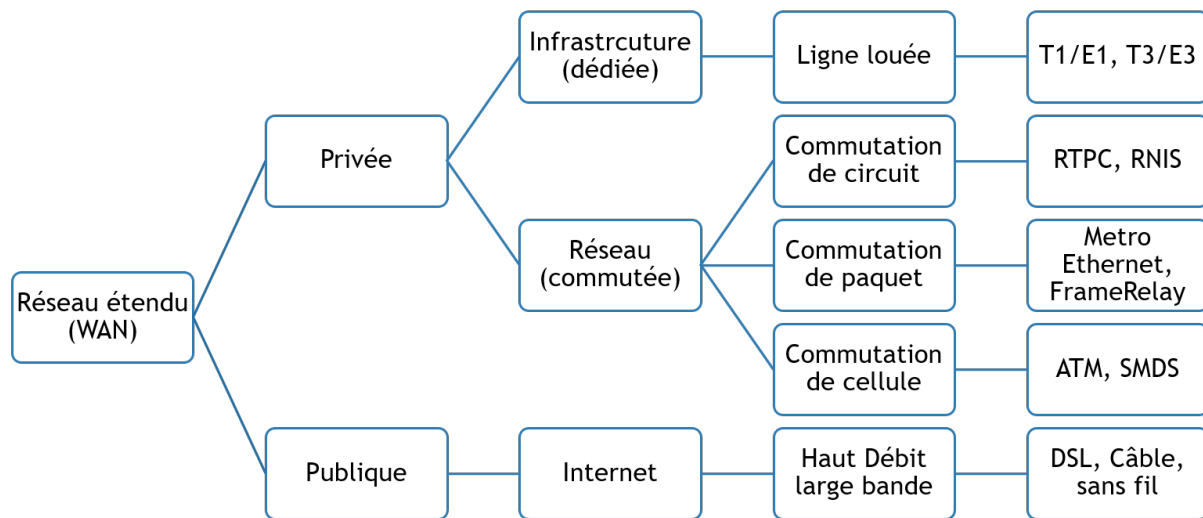 Réseau étendu
(WAN)
Privée
Publique
Infrastrcuture
(dédiée)
Réseau
(commutée)
Internet
Ligne louée
Commutation
de circuit
Commutation
de paquet
Commutation
de cellule
Haut Débit
large bande
T1/E1, T3/E3
RTPC, RNIS
Metro
Ethernet,
FrameRelay
ATM, SMDS
DSL, Câble,
sans fil